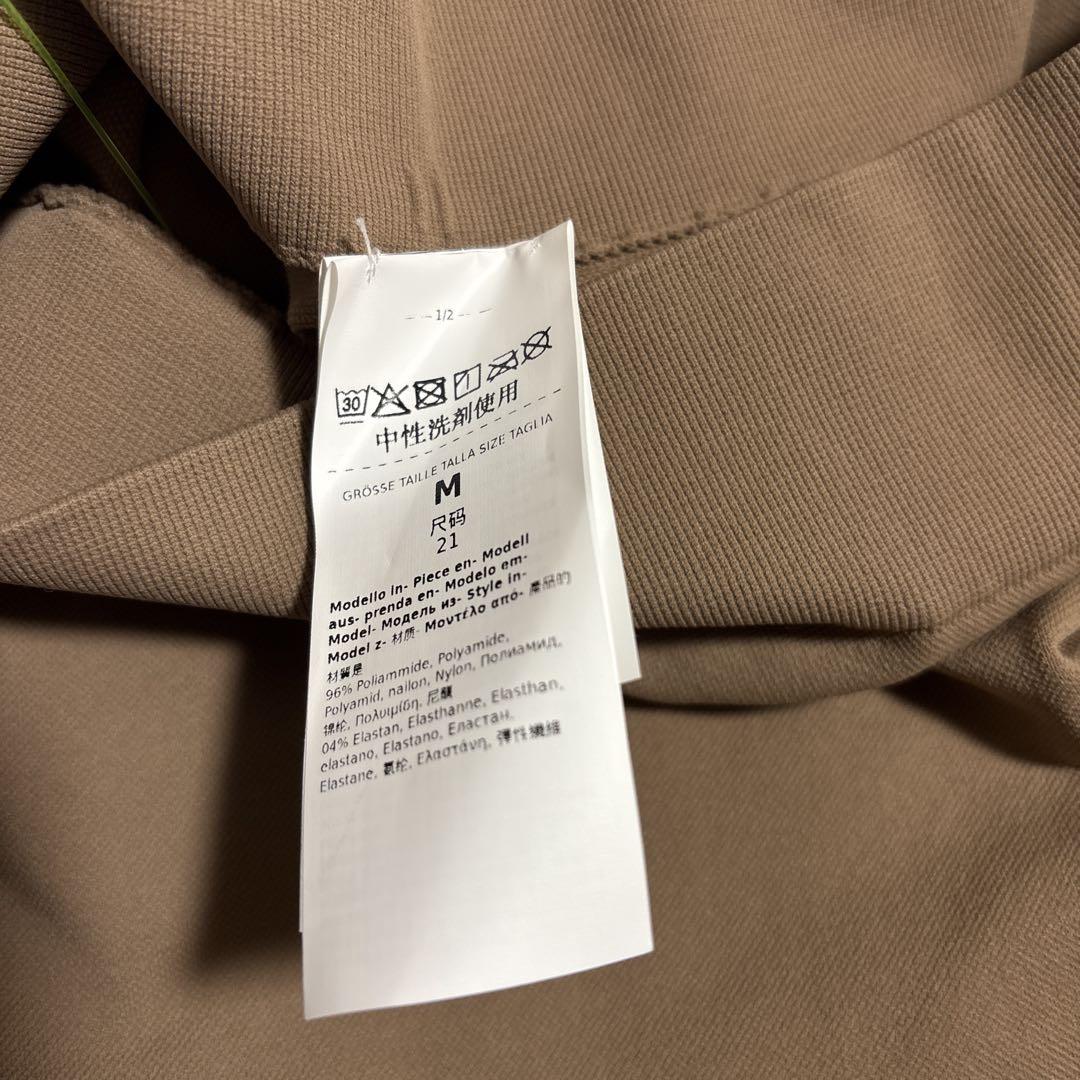 1/2
30
中性洗剤使用
GRÖSSE TAILLE TALLA SIZE TAGLIA
M
尺码
21
Modello in- Piece en- Modell
aus- prenda en- Modelo em-
Model- Модель из- Style in-
Model z- 材质- Μοντέλο από- 產品的
材質是
96% Poliammide, Polyamide,
Polyamid, nailon, Nylon, Полиамид,
锦纶, Πολυιμίδη, 尼龍
04% Elastan, Elasthanne, Elasthan,
elastano, Elastano, Еластан,
Elastane, 氨纶, Ελαστάνη, 彈性纖維